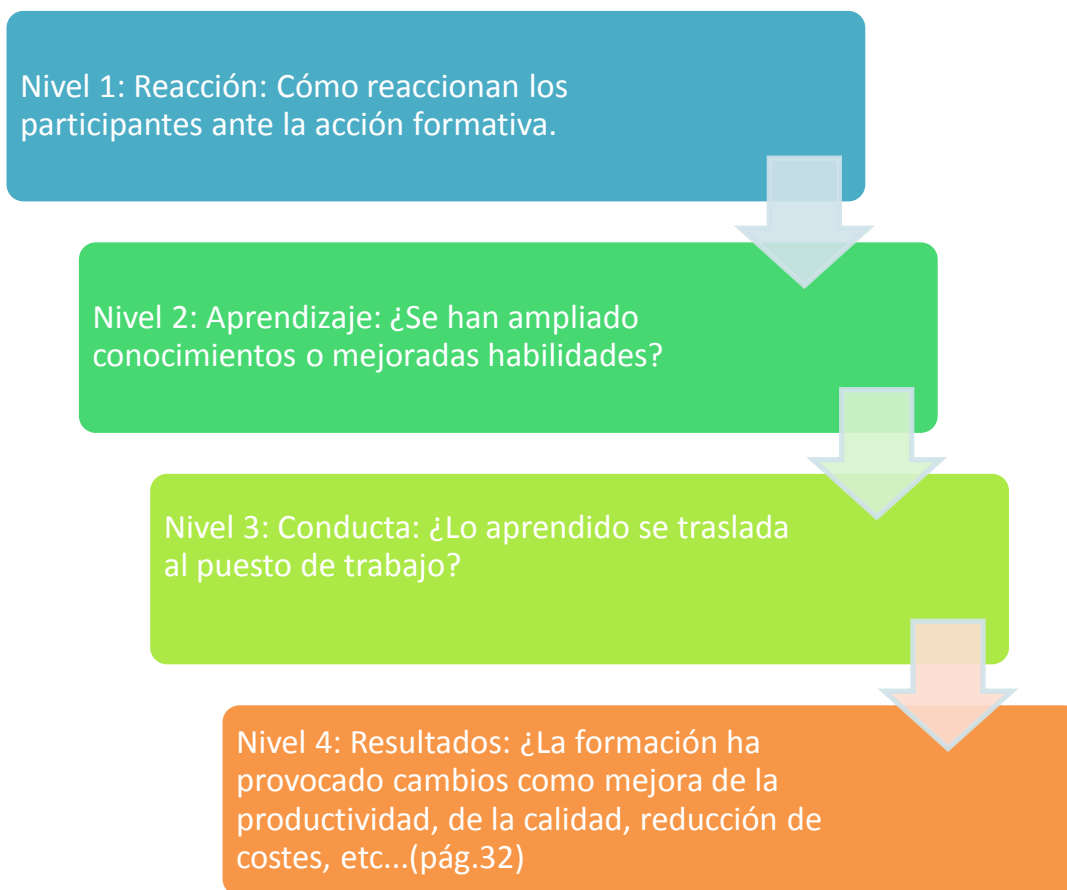 Nivel 1: Reacción: Cómo reaccionan los
participantes ante la acción formativa.
Nivel 2: Aprendizaje: ¿Se han ampliado
conocimientos o mejoradas habilidades?
Nivel 3: Conducta: ¿Lo aprendido se traslada
al puesto de trabajo?
Nivel 4: Resultados: ¿La formación ha
provocado cambios como mejora de la
productividad, de la calidad, reducción de
costes, etc...(pág.32)